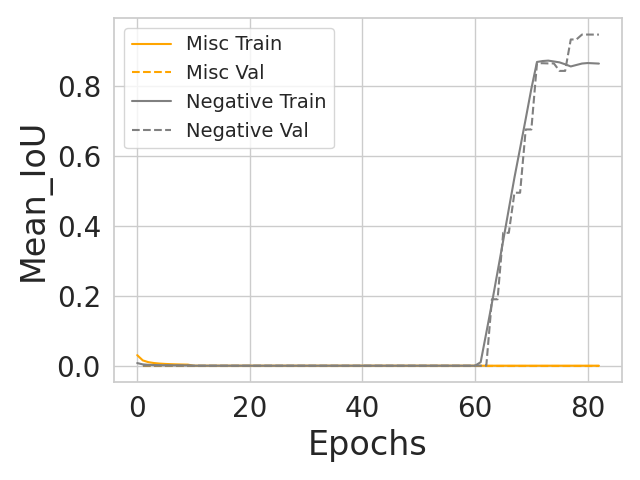 Misc Train
Misc Val
Negative Train
Negative Val
Mean_IoU
0.8
0.6
0.4
0.2
0.0
0 20 40 60 80
Epochs